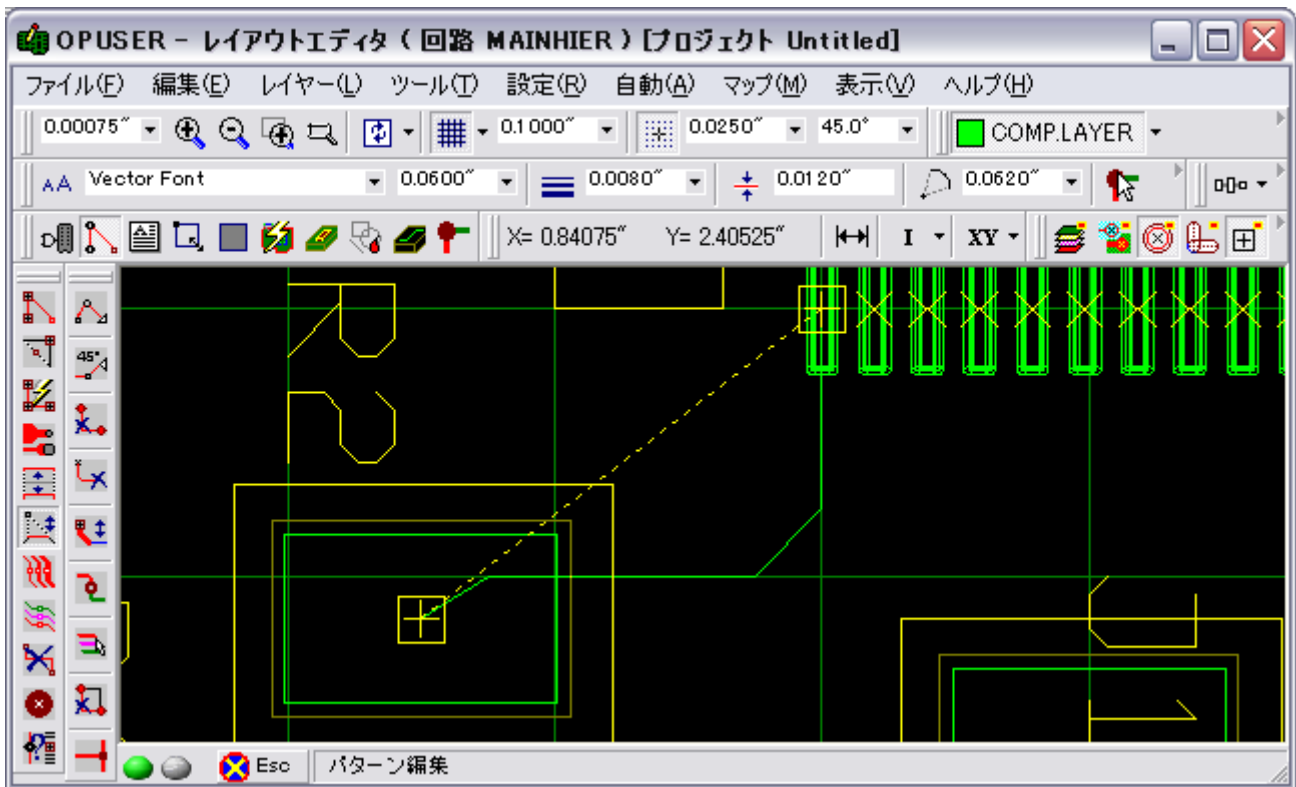 OPUSER - レイアウトエディタ ( 回路 MAINHIER ) [プロジェクト Untitled]
ファイル(F) 編集(E) レイヤー(L) ツール(T) 設定(R) 自動(A) マップ(M) 表示(V) ヘルプ(H)
0.00075" 0.1000" 0.0250" 45.0° COMP.LAYER
AA Vector Font 0.0600" 0.0080" 0.0120" 0.0620"
X= 0.84075" Y= 2.40525" I XY
45°
R
2
J
1
Esc パターン編集